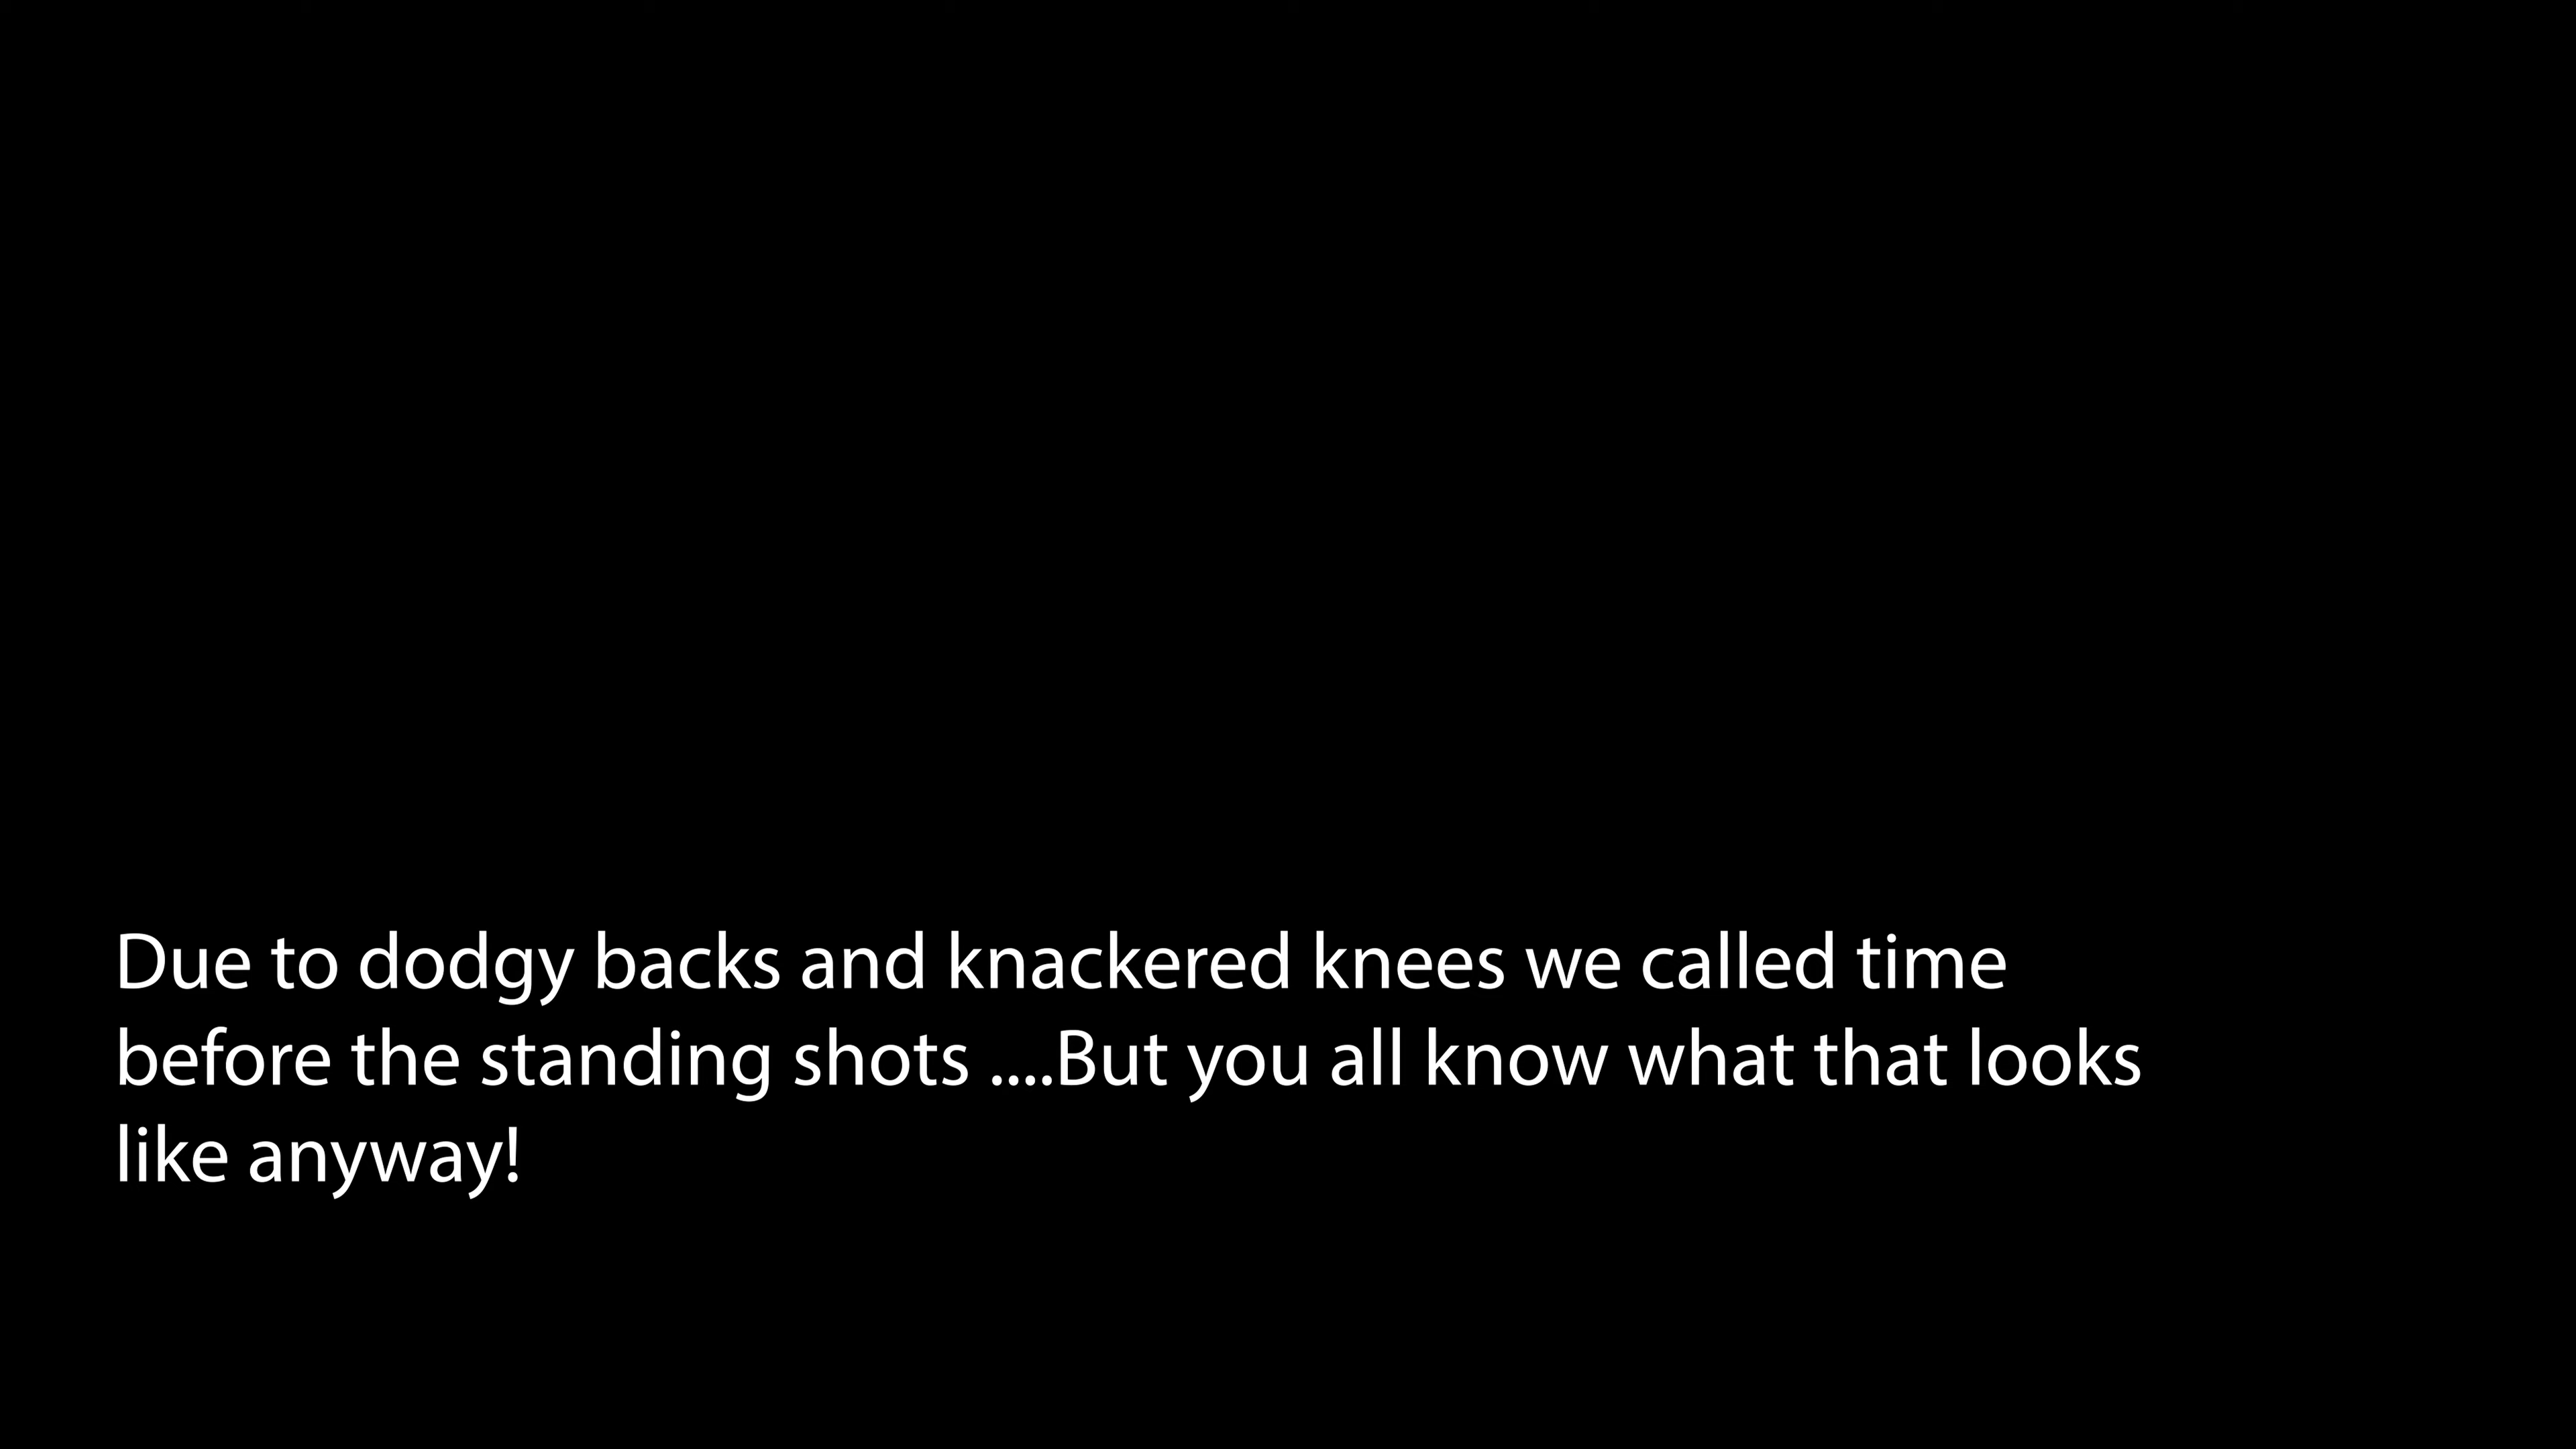 Due to dodgy backs and knackered knees we called time
before the standing shots ....But you all know what that looks
like anyway!